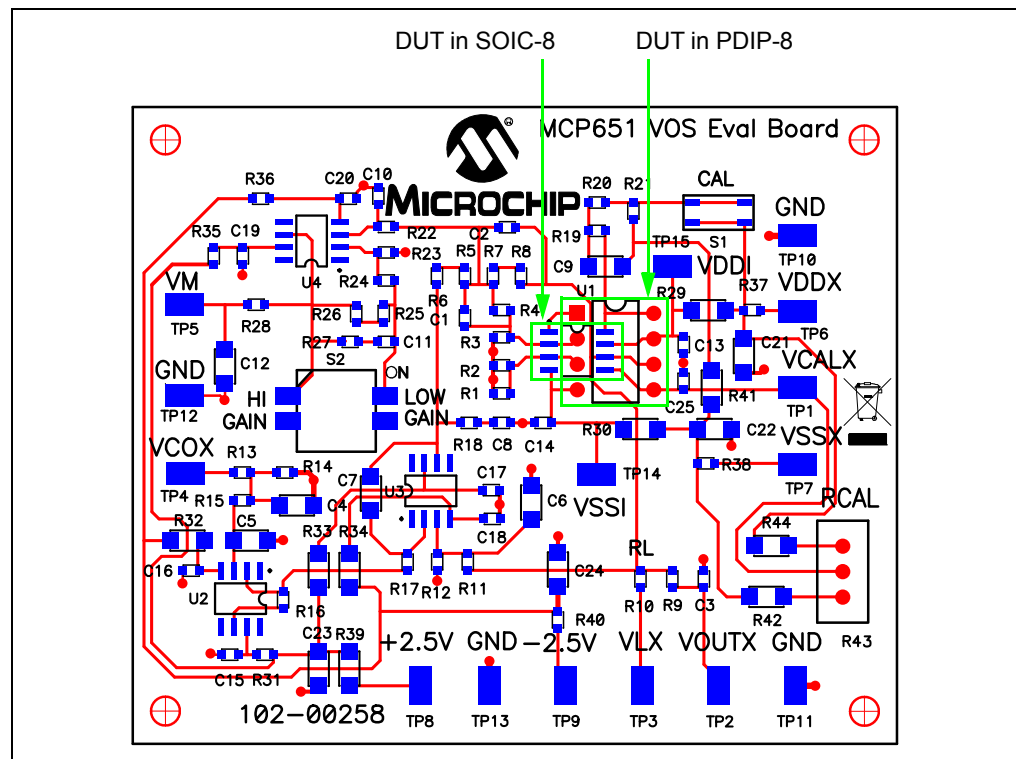 DUT in SOIC-8 DUT in PDIP-8
MCP651 VOS Eval Board
®
MICROCHIP
R36 C20 C10 R20 R21 CAL
GND
R35 C19 R22 C2 R19 S1
R23 R5 R7 R8 C9 TP15 TP10
VM U4 R24 R6 U1 VDDI VDDX
R29 R37
TP5 R28 R26 R25 C1 R4 TP6
R27 C11 R3 C13 C21
GND C12 S2 R2 VCALX
ON
TP12 HI LOW R1 C25 R41 TP1
GAIN GAIN
R18 C8 C14 R30 C22 VSSX
VCOX R13 R14 C7 C17 R38
TP4 R15 C4 U3 C6 TP14 TP7
VSSI RCAL
R32 C5 R33 R34 C18 R44
C16 R17 R12 R11 C24 RL
U2 R16 R10 R9 C3 R42
C23 R39 R40 R43
+2.5V GND -2.5V VLX VOUTX GND
C15 R31
102-00258 TP8 TP13 TP9 TP3 TP2 TP11